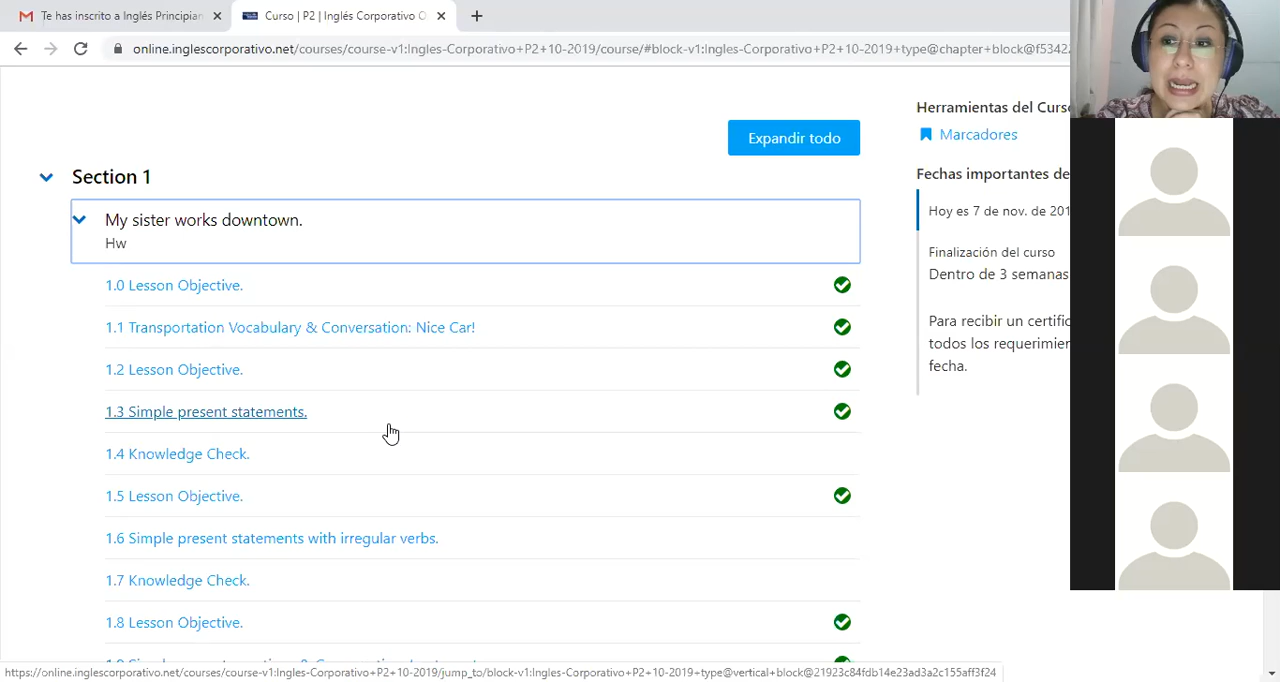 Te has inscrito a Inglés Principian
Curso | P2 | Inglés Corporativo O
online.inglescorporativo.net/courses/course-v1:Ingles-Corporativo+P2+10-2019/course/#block-v1:Ingles-Corporativo+P2+10-2019+type@chapter+block@f5342
Herramientas del Curso
Expandir todo
Marcadores
Section 1
Fechas importantes de
My sister works downtown.
Hw
Hoy es 7 de nov. de 201
Finalización del curso
Dentro de 3 semanas
1.0 Lesson Objective.
1.1 Transportation Vocabulary & Conversation: Nice Car!
Para recibir un certific
todos los requerimien
fecha.
1.2 Lesson Objective.
1.3 Simple present statements.
1.4 Knowledge Check.
1.5 Lesson Objective.
1.6 Simple present statements with irregular verbs.
1.7 Knowledge Check.
1.8 Lesson Objective.
https://online.inglescorporativo.net/courses/course-v1:Ingles-Corporativo+P2+10-2019/jump_to/block-v1:Ingles-Corporativo+P2+10-2019+type@vertical+block@21923c84fdb14e23ad3a2c155aff3f24